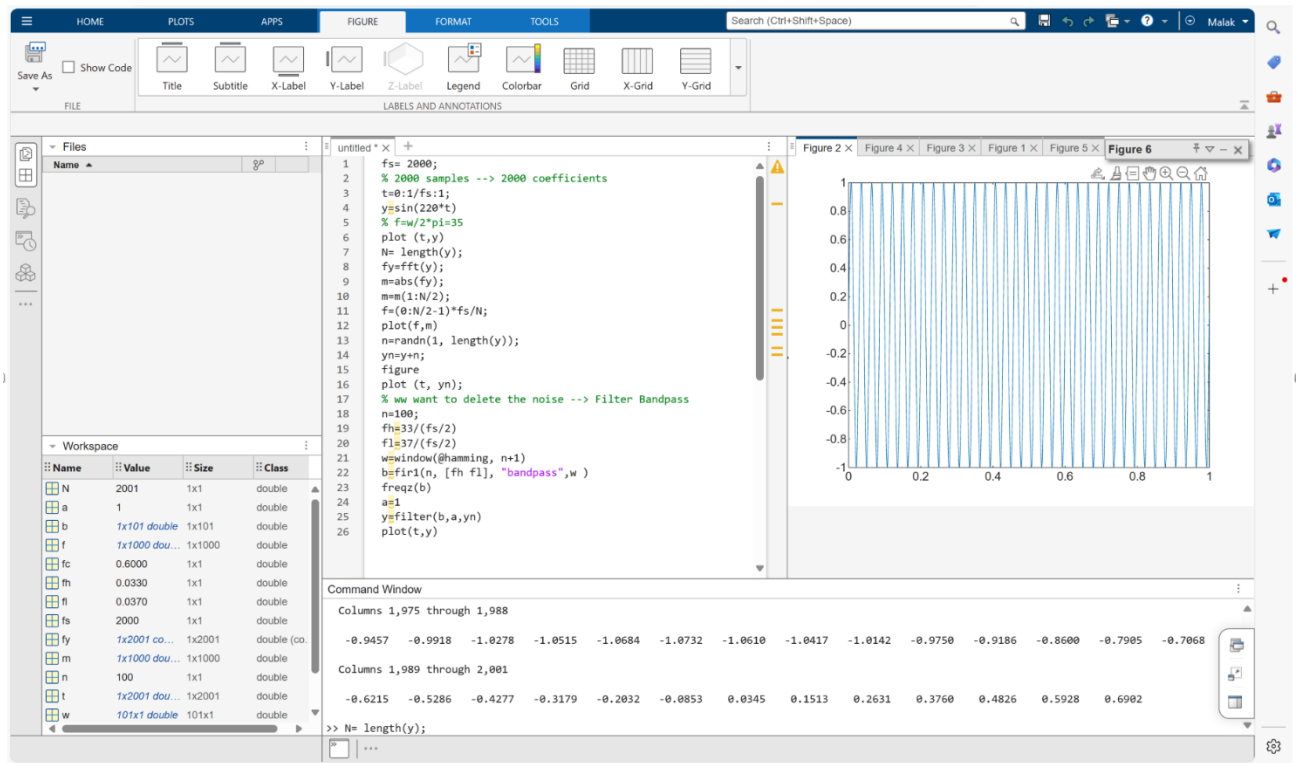 HOME PLOTS APPS FIGURE FORMAT TOOLS Search (Ctrl+Shift+Space) Malak
Save As Show Code Title Subtitle X-Label Y-Label Z-Label Legend Colorbar Grid X-Grid Y-Grid
FILE LABELS AND ANNOTATIONS
Files
Name
Workspace
Name Value Size Class
N 2001 1x1 double
a 1 1x1 double
b 1x101 double 1x101 double
f 1x1000 dou... 1x1000 double
fc 0.6000 1x1 double
fh 0.0330 1x1 double
fl 0.0370 1x1 double
fs 2000 1x1 double
fy 1x2001 co... 1x2001 double (co.
m 1x1000 dou... 1x1000 double
n 100 1x1 double
t 1x2001 dou... 1x2001 double
w 101x1 double 101x1 double
untitled * × +
1 fs= 2000;
2 % 2000 samples --> 2000 coefficients
3 t=0:1/fs:1;
4 y=sin(220*t)
5 % f=w/2*pi=35
6 plot (t,y)
7 N= length(y);
8 fy=fft(y);
9 m=abs(fy);
10 m=m(1:N/2);
11 f=(0:N/2-1)*fs/N;
12 plot(f,m)
13 n=randn(1, length(y));
14 yn=y+n;
15 figure
16 plot (t, yn);
17 % ww want to delete the noise --> Filter Bandpass
18 n=100;
19 fh=33/(fs/2)
20 fl=37/(fs/2)
21 w=window(@hamming, n+1)
22 b=fir1(n, [fh fl], "bandpass",w )
23 freqz(b)
24 a=1
25 y=filter(b,a,yn)
26 plot(t,y)
Figure 2 × Figure 4 × Figure 3 × Figure 1 × Figure 5 × Figure 6
1
0.8
0.6
0.4
0.2
0
-0.2
-0.4
-0.6
-0.8
-1
0 0.2 0.4 0.6 0.8 1
Command Window
Columns 1,975 through 1,988
-0.9457 -0.9918 -1.0278 -1.0515 -1.0684 -1.0732 -1.0610 -1.0417 -1.0142 -0.9750 -0.9186 -0.8600 -0.7905 -0.7068
Columns 1,989 through 2,001
-0.6215 -0.5286 -0.4277 -0.3179 -0.2032 -0.0853 0.0345 0.1513 0.2631 0.3760 0.4826 0.5928 0.6902
>> N= length(y);